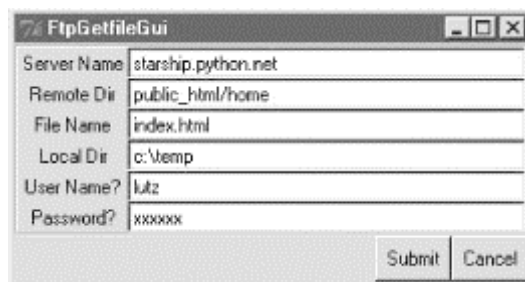 FtpGetfileGui
Server Name starship.python.net
Remote Dir public_html/home
File Name index.html
Local Dir c:\temp
User Name? lutz
Password? xxxxxx
Submit Cancel